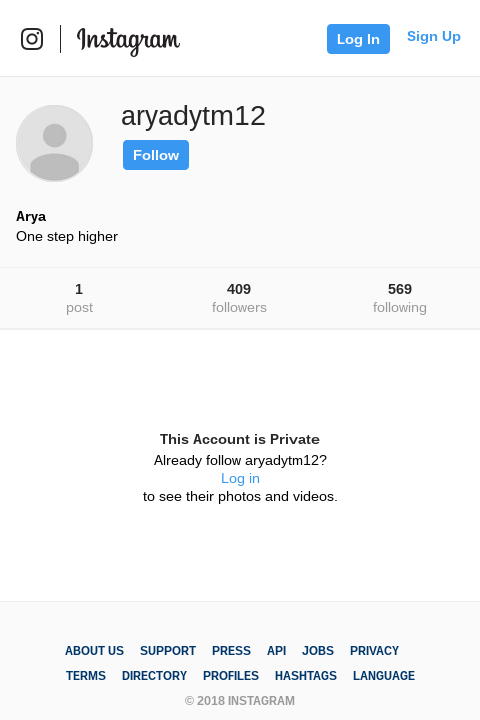 Instagram
Log In
Sign Up
aryadytm12
Follow
Arya
One step higher
1
post
409
followers
569
following
This Account is Private
Already follow aryadytm12?
Log in
to see their photos and videos.
ABOUT US SUPPORT PRESS API JOBS PRIVACY
TERMS DIRECTORY PROFILES HASHTAGS LANGUAGE
© 2018 INSTAGRAM